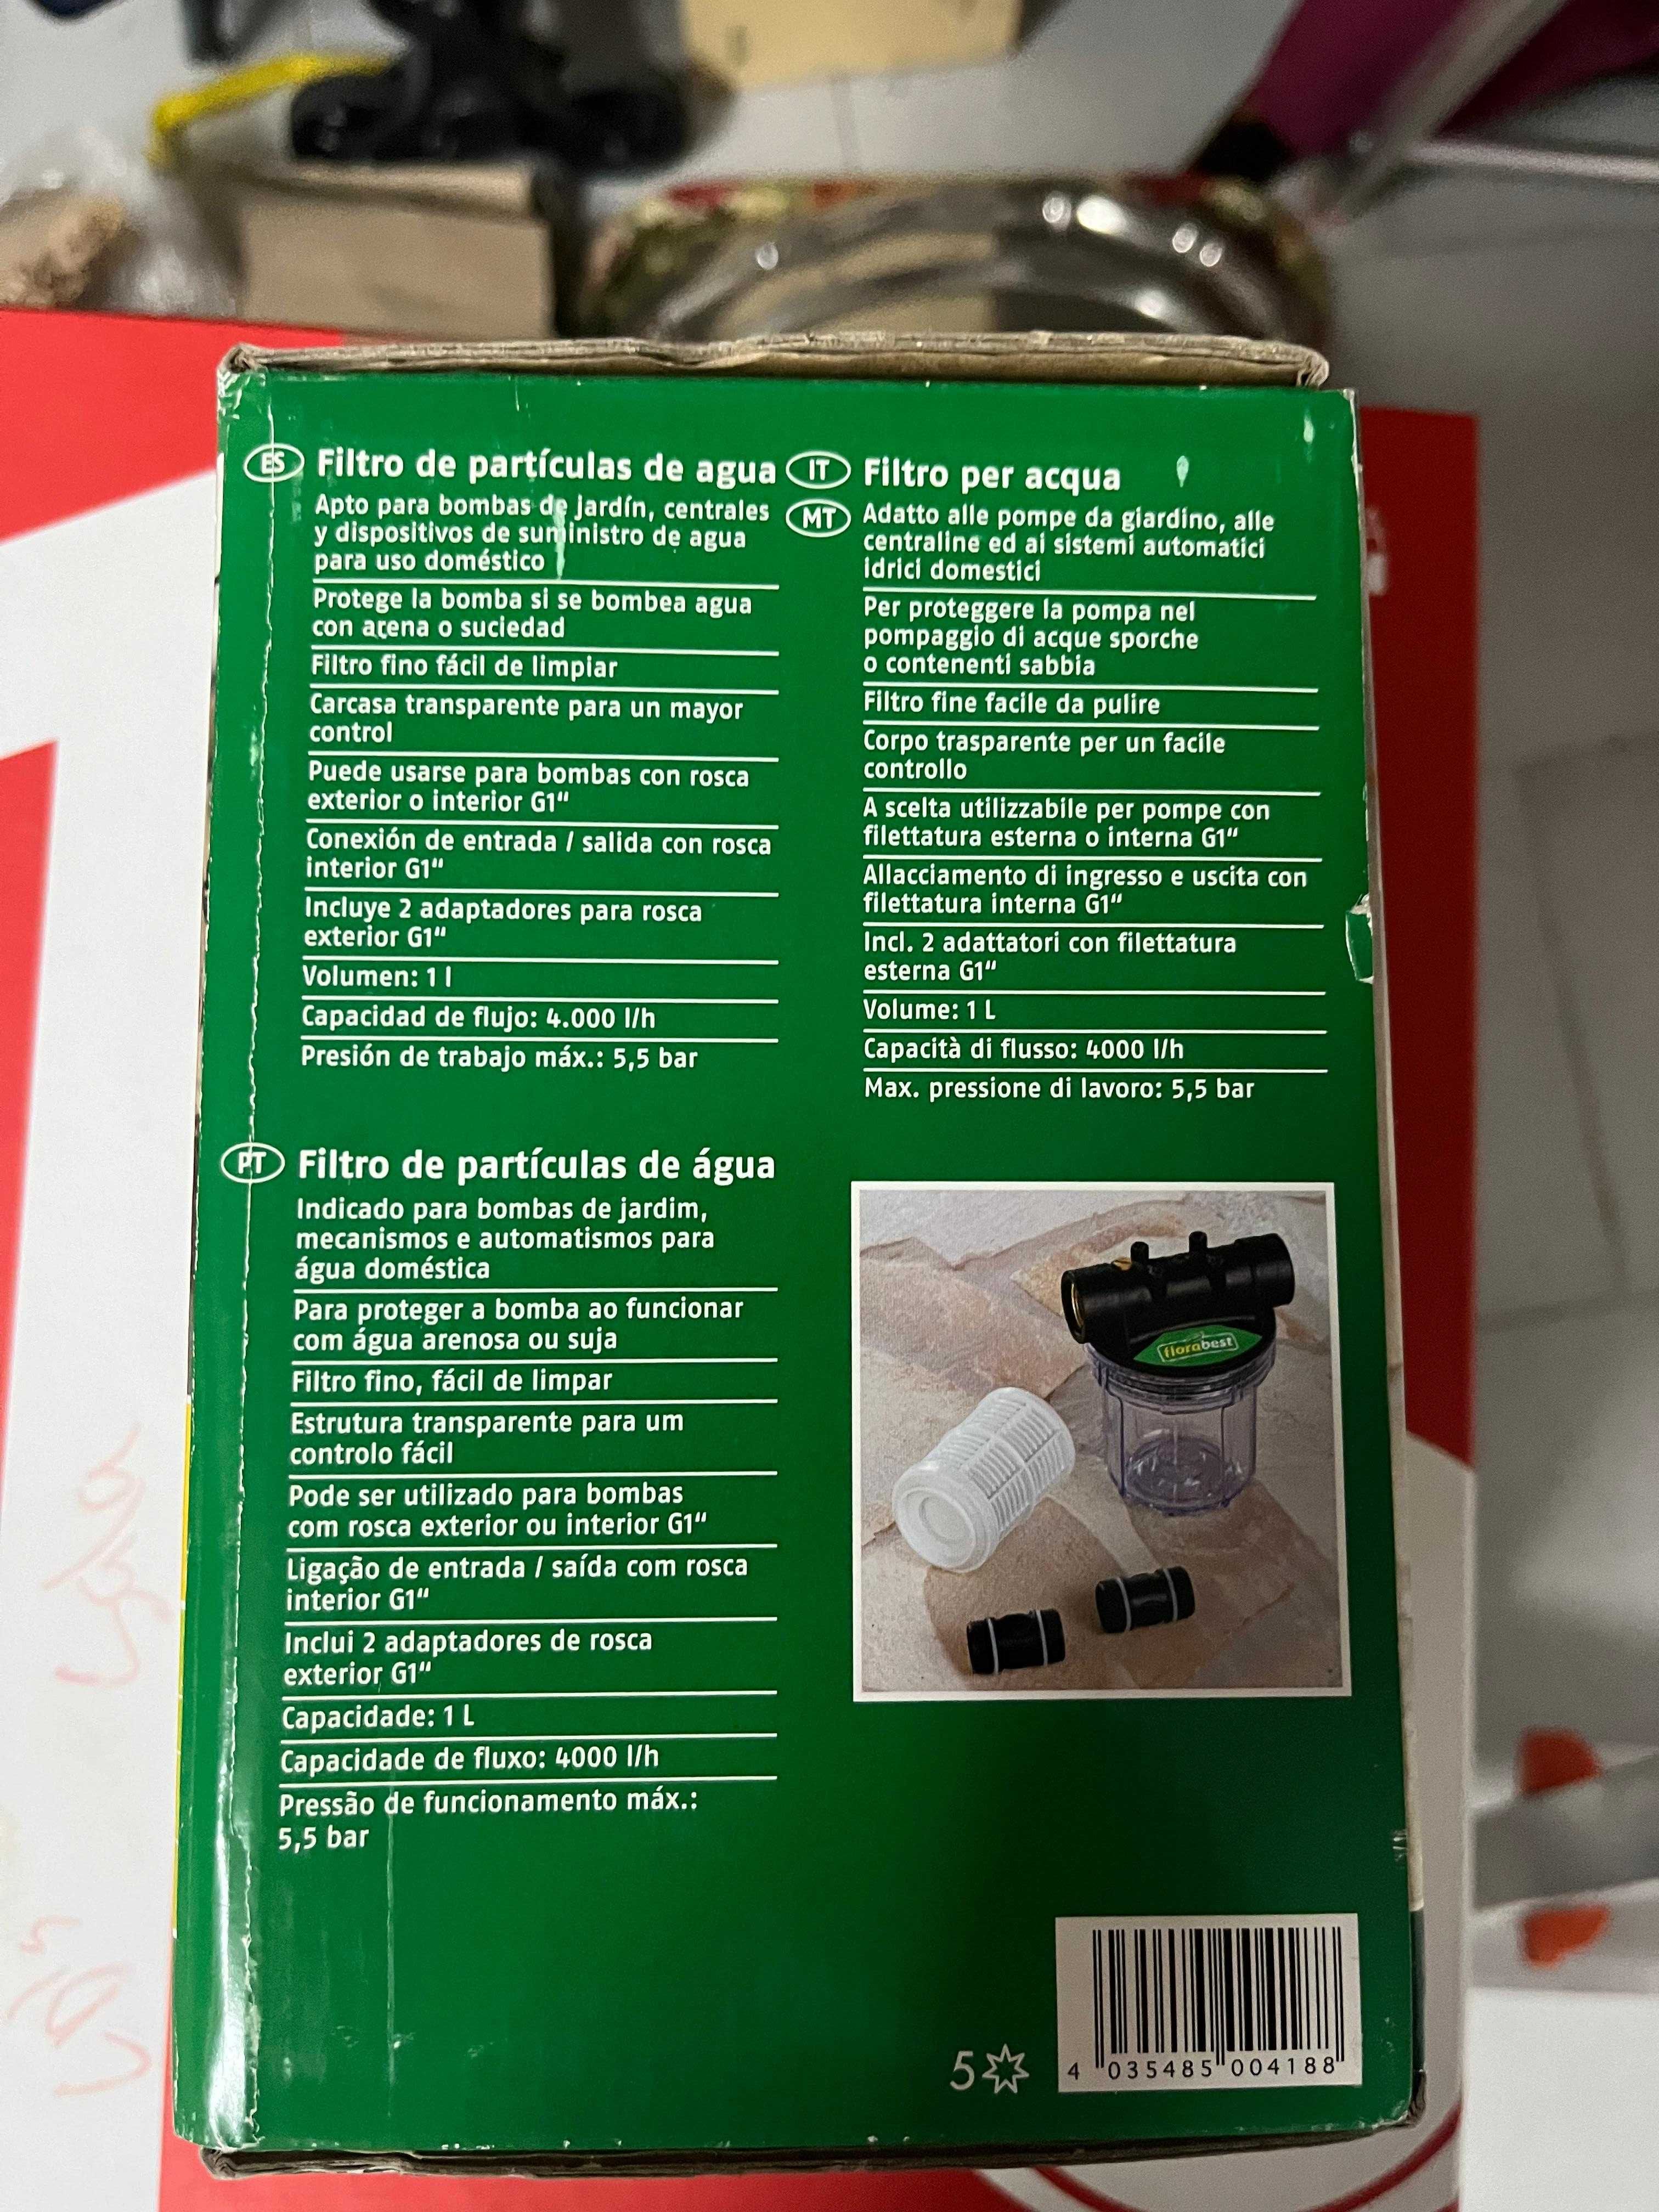 ES Filtro de partículas de agua
Apto para bombas de jardín, centrales
y dispositivos de suministro de agua
para uso doméstico
Protege la bomba si se bombea agua
con arena o suciedad
Filtro fino fácil de limpiar
Carcasa transparente para un mayor
control
Puede usarse para bombas con rosca
exterior o interior G1“
Conexión de entrada / salida con rosca
interior G1“
Incluye 2 adaptadores para rosca
exterior G1“
Volumen: 1 l
Capacidad de flujo: 4.000 l/h
Presión de trabajo máx.: 5,5 bar
IT Filtro per acqua
MT Adatto alle pompe da giardino, alle
centraline ed ai sistemi automatici
idrici domestici
Per proteggere la pompa nel
pompaggio di acque sporche
o contenenti sabbia
Filtro fine facile da pulire
Corpo trasparente per un facile
controllo
A scelta utilizzabile per pompe con
filettatura esterna o interna G1“
Allacciamento di ingresso e uscita con
filettatura interna G1“
Incl. 2 adattatori con filettatura
esterna G1“
Volume: 1 L
Capacità di flusso: 4000 l/h
Max. pressione di lavoro: 5,5 bar
PT Filtro de partículas de água
Indicado para bombas de jardim,
mecanismos e automatismos para
água doméstica
Para proteger a bomba ao funcionar
com água arenosa ou suja
Filtro fino, fácil de limpar
Estrutura transparente para um
controlo fácil
Pode ser utilizado para bombas
com rosca exterior ou interior G1“
Ligação de entrada / saída com rosca
interior G1“
Inclui 2 adaptadores de rosca
exterior G1“
Capacidade: 1 L
Capacidade de fluxo: 4000 l/h
Pressão de funcionamento máx.:
5,5 bar
florabest
5
4 035485 004188